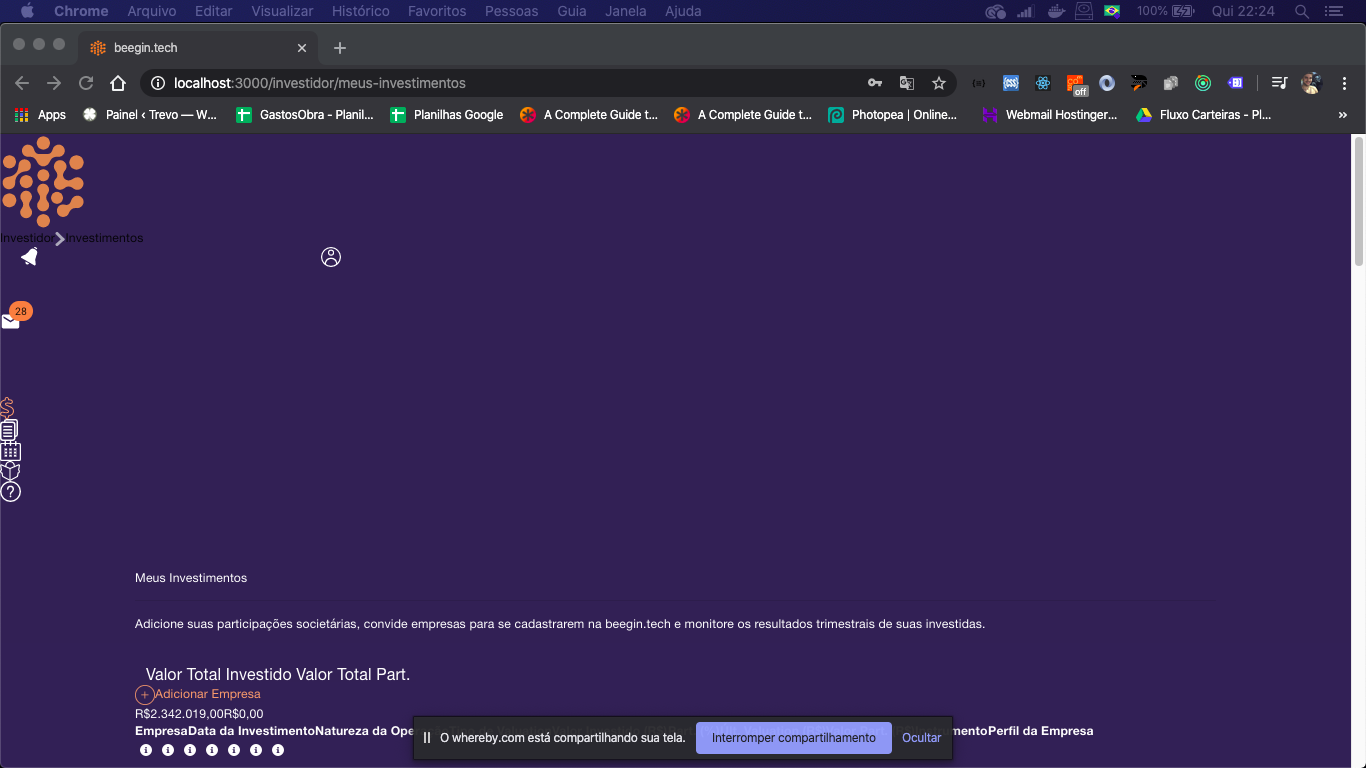 Chrome Arquivo Editar Visualizar Histórico Favoritos Pessoas Guia Janela Ajuda 100% Qui 22:24
beegin.tech
localhost:3000/investidor/meus-investimentos
off
Apps Painel ‹ Trevo — W... GastosObra - Planil... Planilhas Google A Complete Guide t... A Complete Guide t... Photopea | Online... Webmail Hostinger... Fluxo Carteiras - Pl... »
Investidor Investimentos
28
Meus Investimentos
Adicione suas participações societárias, convide empresas para se cadastrarem na beegin.tech e monitore os resultados trimestrais de suas investidas.
Valor Total Investido Valor Total Part.
Adicionar Empresa
R$2.342.019,00R$0,00
EmpresaData da InvestimentoNatureza da Ope mentoPerfil da Empresa
O whereby.com está compartilhando sua tela. Interromper compartilhamento Ocultar